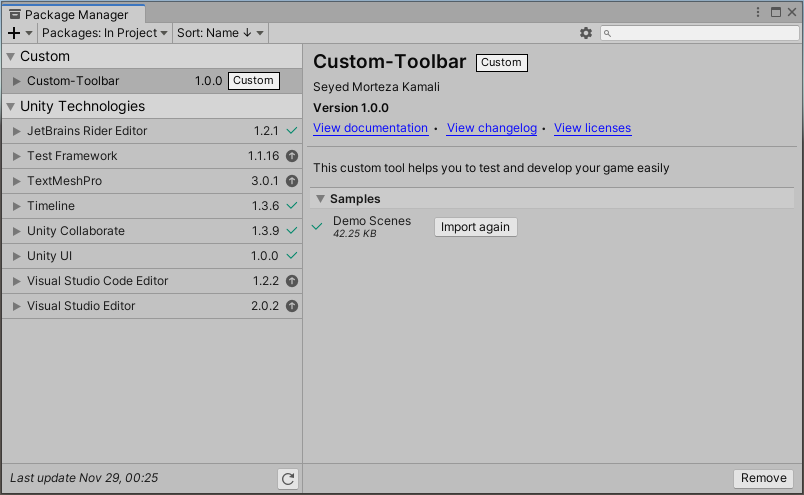 Package Manager
Packages: In Project
Sort: Name ↓
Custom
Custom-Toolbar 1.0.0 Custom
Unity Technologies
JetBrains Rider Editor 1.2.1
Test Framework 1.1.16
TextMeshPro 3.0.1
Timeline 1.3.6
Unity Collaborate 1.3.9
Unity UI 1.0.0
Visual Studio Code Editor 1.2.2
Visual Studio Editor 2.0.2
Last update Nov 29, 00:25
Custom-Toolbar Custom
Seyed Morteza Kamali
Version 1.0.0
View documentation • View changelog • View licenses
This custom tool helps you to test and develop your game easily
Samples
Demo Scenes
42.25 KB
Import again
Remove